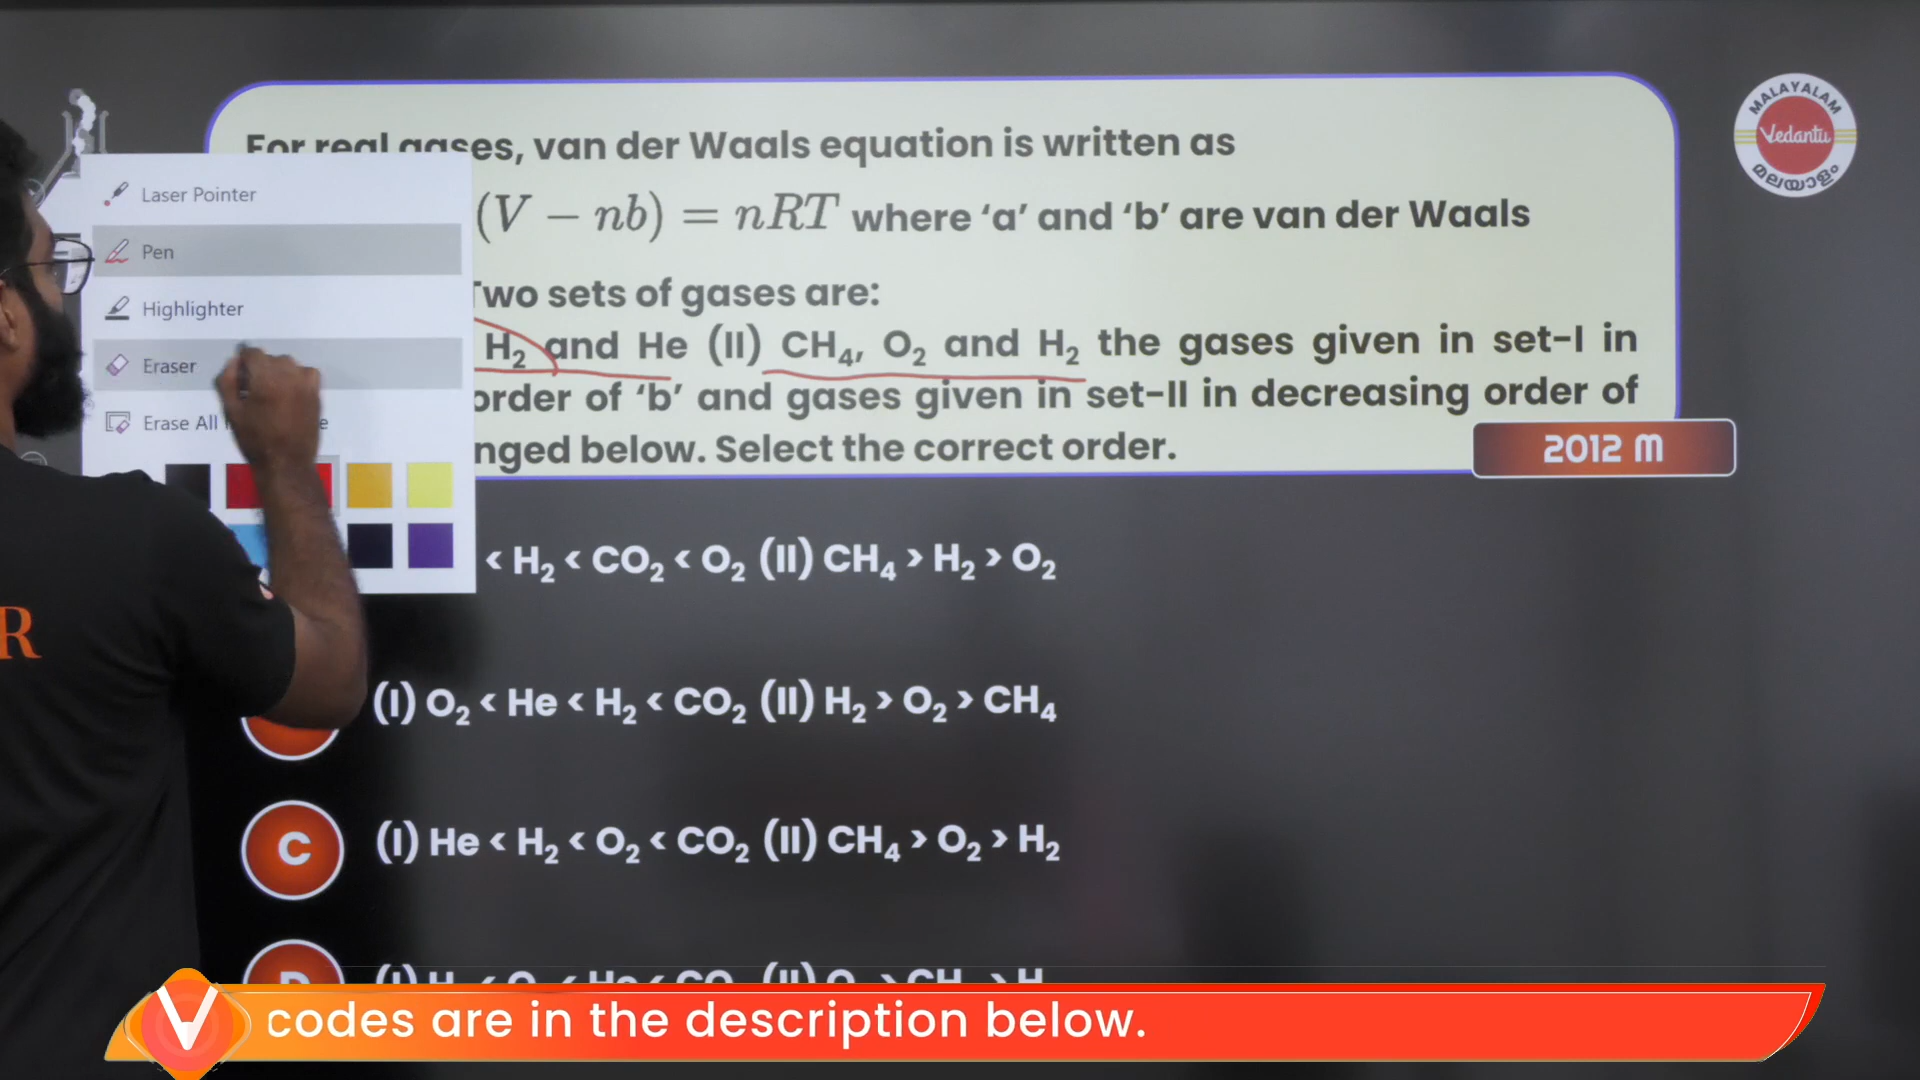 MALAYALAM
Vedantu
മലയാളം
For real gases, van der Waals equation is written as
(V − nb) = nRT where ‘a’ and ‘b’ are van der Waals
Two sets of gases are:
H₂ and He (II) CH₄, O₂ and H₂ the gases given in set-I in
order of ‘b’ and gases given in set-II in decreasing order of
nged below. Select the correct order.
2012 M
Laser Pointer
Pen
Highlighter
Eraser
Erase All
< H₂ < CO₂ < O₂ (II) CH₄ > H₂ > O₂
(I) O₂ < He < H₂ < CO₂ (II) H₂ > O₂ > CH₄
C (I) He < H₂ < O₂ < CO₂ (II) CH₄ > O₂ > H₂
R
V codes are in the description below.